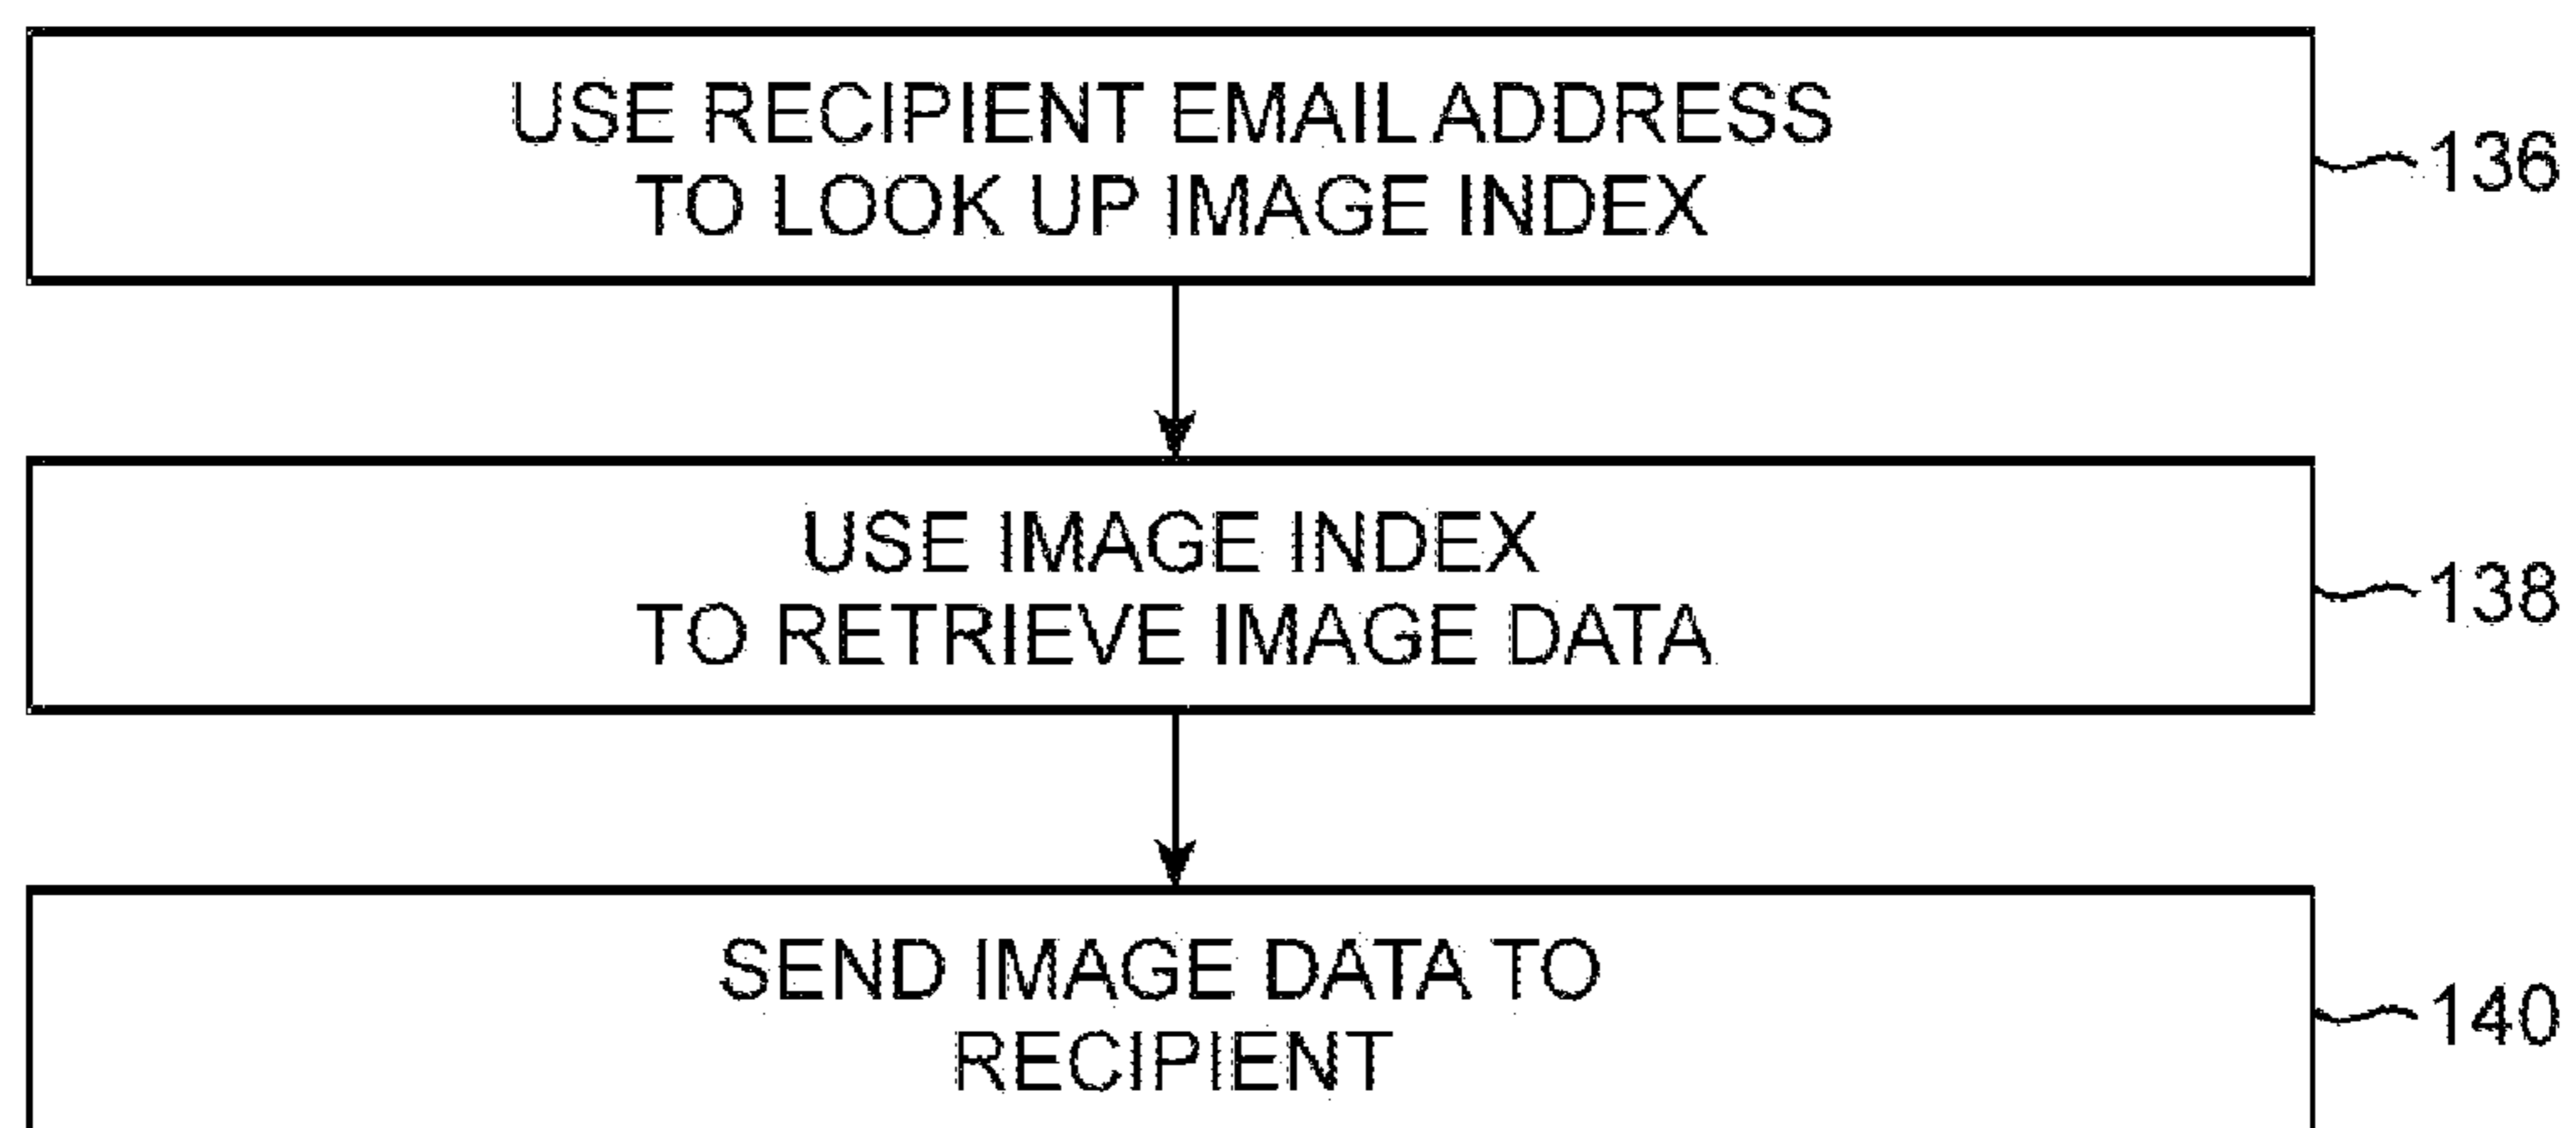 USE RECIPIENT EMAIL ADDRESS
TO LOOK UP IMAGE INDEX
136
USE IMAGE INDEX
TO RETRIEVE IMAGE DATA
138
SEND IMAGE DATA TO
RECIPIENT
140